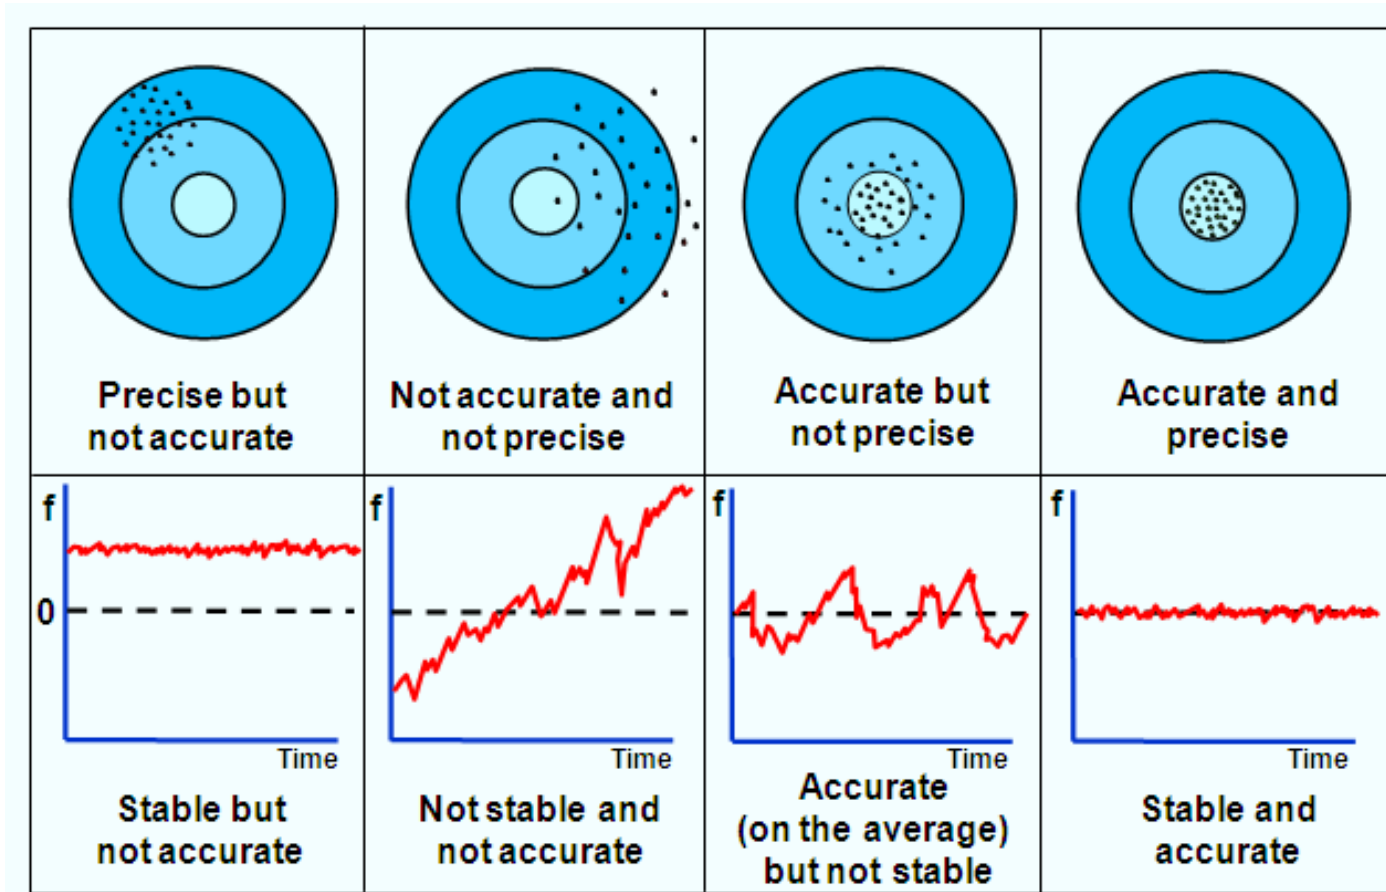 Precise but
not accurate
Not accurate and
not precise
Accurate but
not precise
Accurate and
precise
f
0
Time
Stable but
not accurate
f
Time
Not stable and
not accurate
f
Time
Accurate
(on the average)
but not stable
f
Time
Stable and
accurate